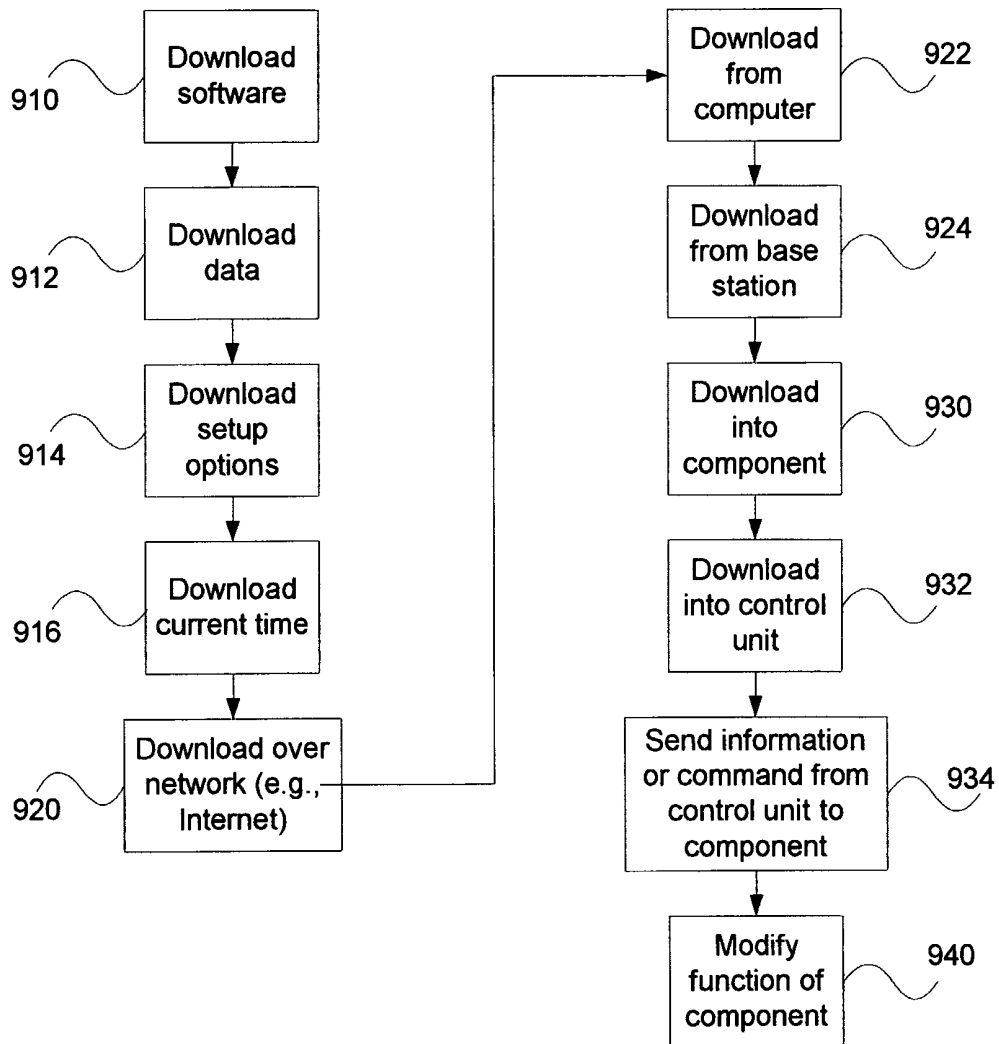 910
Download
software
912
Download
data
914
Download
setup
options
916
Download
current time
920
Download over
network (e.g.,
Internet)
Download
from
computer
922
Download
from base
station
924
Download
into
component
930
Download
into control
unit
932
Send information
or command from
control unit to
component
934
Modify
function of
component
940